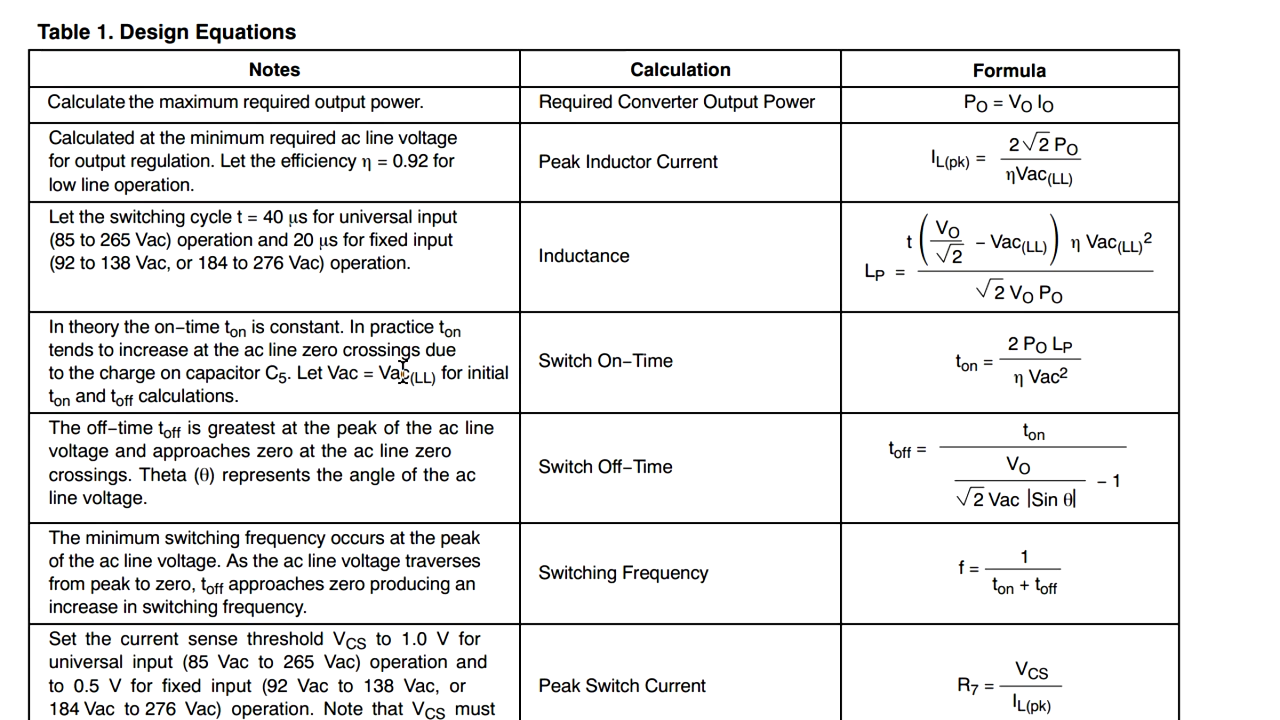 Table 1. Design Equations
Notes
Calculation
Formula
Calculate the maximum required output power.
Required Converter Output Power
PO = VO IO
Calculated at the minimum required ac line voltage
for output regulation. Let the efficiency η = 0.92 for
low line operation.
Peak Inductor Current
IL(pk) = 2√2 PO / ηVac(LL)
Let the switching cycle t = 40 μs for universal input
(85 to 265 Vac) operation and 20 μs for fixed input
(92 to 138 Vac, or 184 to 276 Vac) operation.
Inductance
LP = t (VO / √2 − Vac(LL)) η Vac(LL)² / √2 VO PO
In theory the on−time ton is constant. In practice ton
tends to increase at the ac line zero crossings due
to the charge on capacitor C5. Let Vac = Vac(LL) for initial
ton and toff calculations.
Switch On−Time
ton = 2 PO LP / η Vac²
The off−time toff is greatest at the peak of the ac line
voltage and approaches zero at the ac line zero
crossings. Theta (θ) represents the angle of the ac
line voltage.
Switch Off−Time
toff = ton / (VO / √2 Vac |Sin θ| − 1)
The minimum switching frequency occurs at the peak
of the ac line voltage. As the ac line voltage traverses
from peak to zero, toff approaches zero producing an
increase in switching frequency.
Switching Frequency
f = 1 / ton + toff
Set the current sense threshold VCS to 1.0 V for
universal input (85 Vac to 265 Vac) operation and
to 0.5 V for fixed input (92 Vac to 138 Vac, or
184 Vac to 276 Vac) operation. Note that VCS must
Peak Switch Current
R7 = VCS / IL(pk)